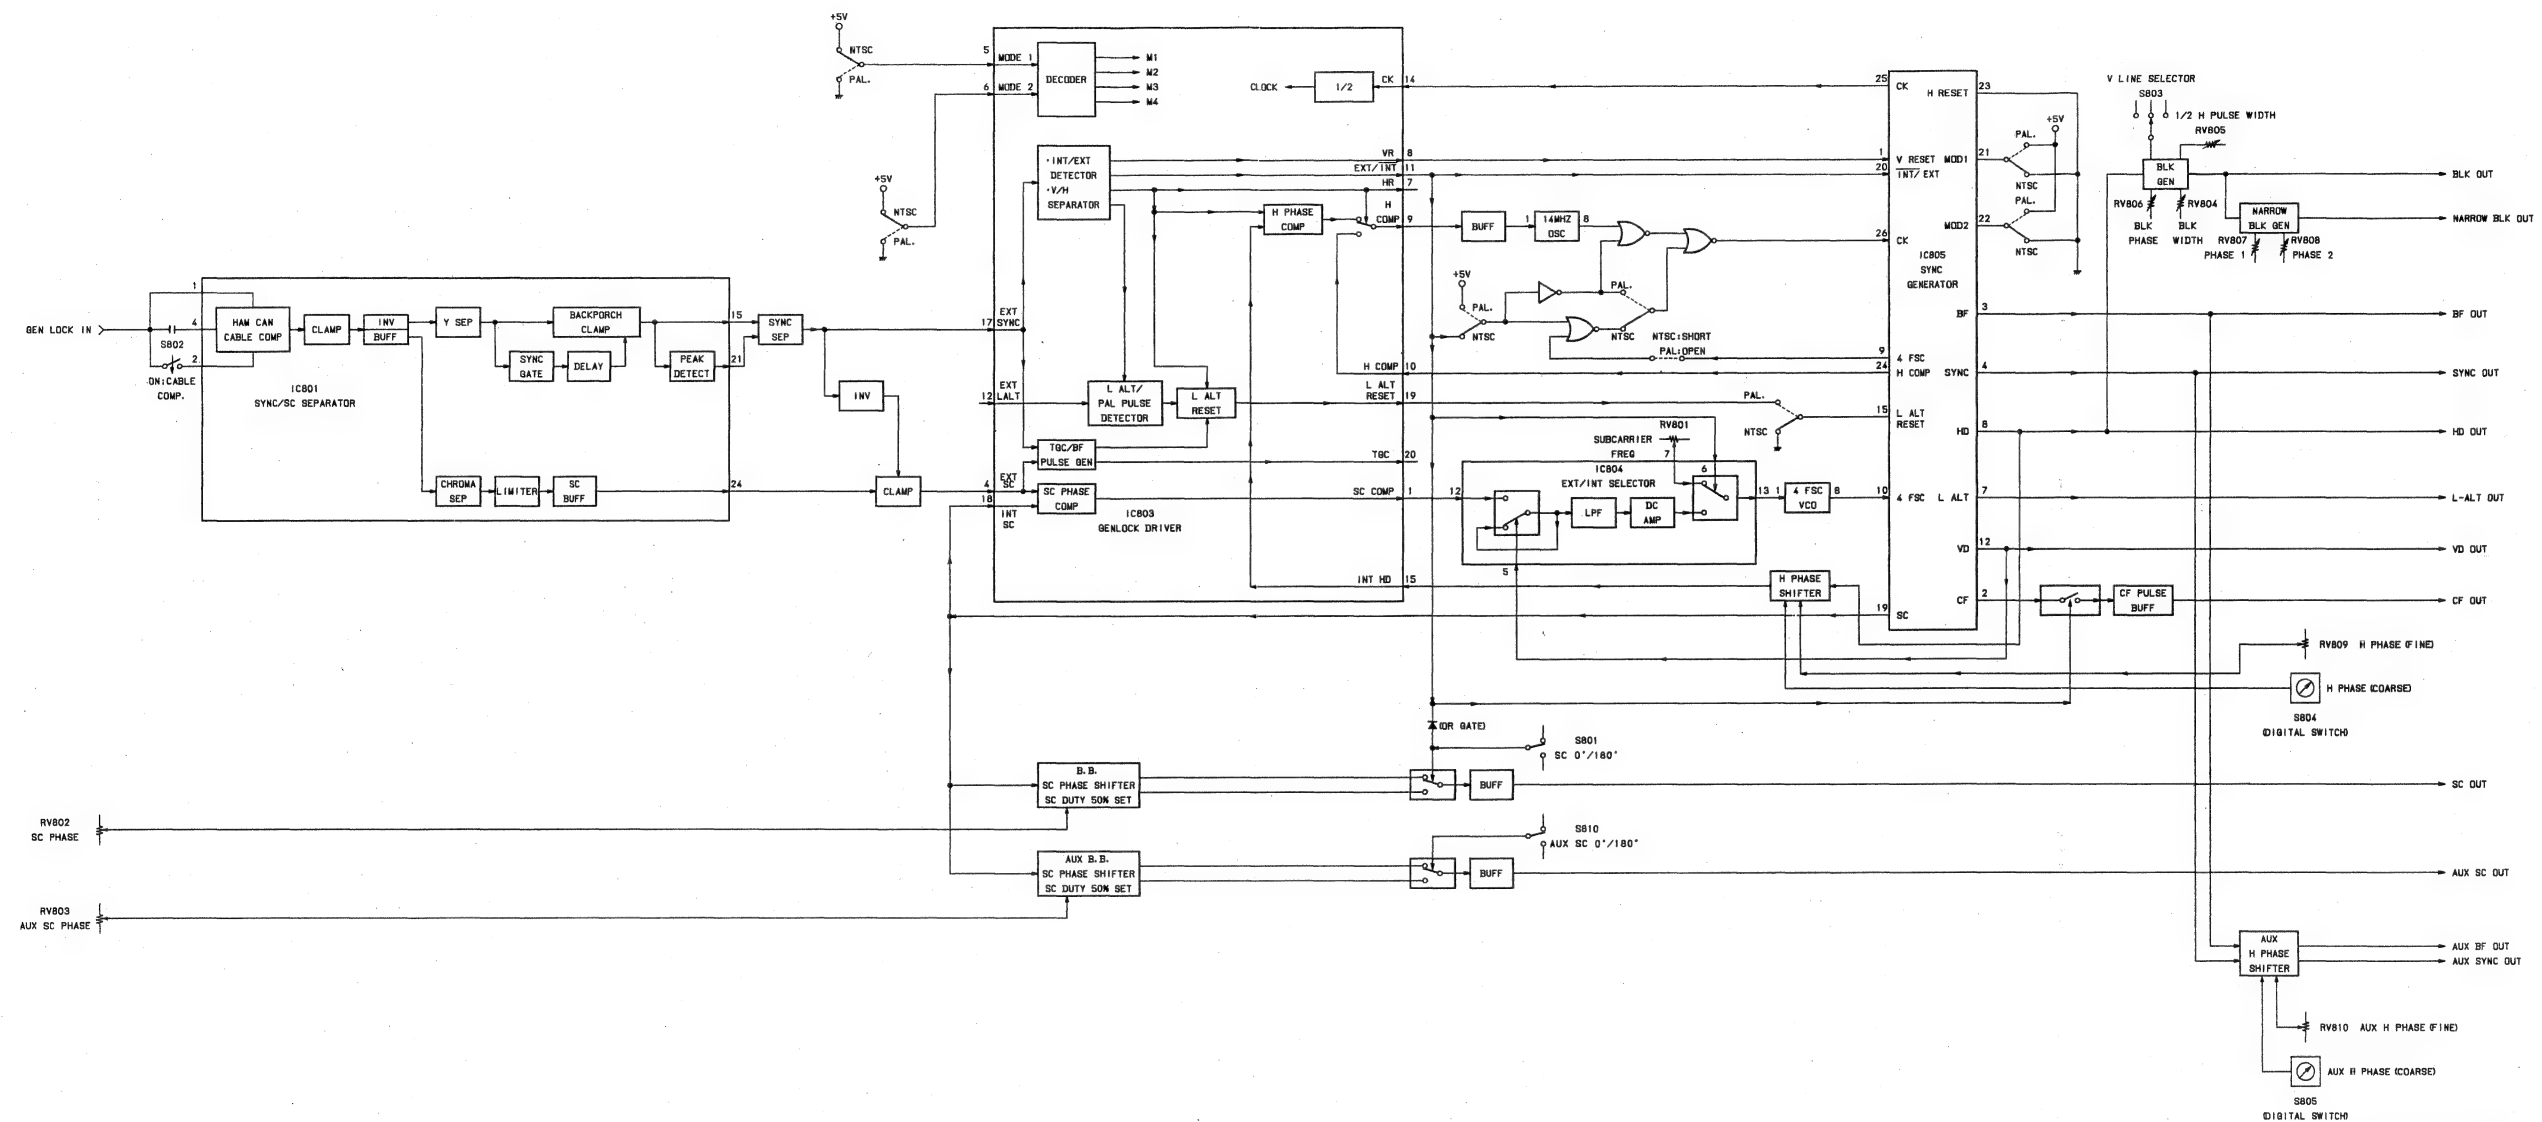 +5V
NTSC
PAL.
+5V
NTSC
PAL.
GEN LOCK IN
1
4
S802
2
ON:CABLE
COMP.
HAM CAN
CABLE COMP
CLAMP
INV
BUFF
Y SEP
BACKPORCH
CLAMP
SYNC
GATE
DELAY
PEAK
DETECT
15
21
IC801
SYNC/SC SEPARATOR
CHROMA
SEP
LIMITER
SC
BUFF
24
SYNC
SEP
INV
CLAMP
5
MODE 1
6
MODE 2
DECODER
M1
M2
M3
M4
CLOCK
1/2
CK
14
·INT/EXT
DETECTOR
·V/H
SEPARATOR
VR
8
EXT/INT
11
HR
7
H
COMP
9
H PHASE
COMP
EXT
SYNC
17
EXT
LALT
12
L ALT/
PAL PULSE
DETECTOR
L ALT
RESET
H COMP
10
L ALT
RESET
19
TGC/BF
PULSE GEN
TGC
20
EXT
SC
4
18
INT
SC
SC PHASE
COMP
SC COMP
1
IC803
GENLOCK DRIVER
INT HD
15
BUFF
1
14MHZ
OSC
8
+5V
PAL.
NTSC
PAL.
NTSC
NTSC:SHORT
PAL:OPEN
PAL.
NTSC
RV801
SUBCARRIER
FREQ
7
6
12
IC804
EXT/INT SELECTOR
LPF
DC
AMP
5
13
1
4 FSC
VCO
8
H PHASE
SHIFTER
25
CK
H RESET
23
1
V RESET
MOD1
21
20
INT/EXT
MOD2
22
26
CK
IC805
SYNC
GENERATOR
BF
3
9
4 FSC
24
H COMP
SYNC
4
15
L ALT
RESET
HD
8
10
4 FSC
L ALT
7
VD
12
CF
2
19
SC
+5V
PAL.
NTSC
PAL.
NTSC
V LINE SELECTOR
S803
1/2 H PULSE WIDTH
RV805
BLK
GEN
RV806
BLK
PHASE
RV804
BLK
WIDTH
NARROW
BLK GEN
RV807
PHASE 1
RV808
PHASE 2
BLK OUT
NARROW BLK OUT
BF OUT
SYNC OUT
HD OUT
L-ALT OUT
VD OUT
CF PULSE
BUFF
CF OUT
RV809 H PHASE (FINE)
H PHASE (COARSE)
S804
(DIGITAL SWITCH)
(OR GATE)
S801
SC 0°/180°
B.B.
SC PHASE SHIFTER
SC DUTY 50% SET
BUFF
SC OUT
RV802
SC PHASE
S810
AUX SC 0°/180°
AUX B.B.
SC PHASE SHIFTER
SC DUTY 50% SET
BUFF
AUX SC OUT
RV803
AUX SC PHASE
AUX
H PHASE
SHIFTER
AUX BF OUT
AUX SYNC OUT
RV810 AUX H PHASE (FINE)
AUX H PHASE (COARSE)
S805
(DIGITAL SWITCH)